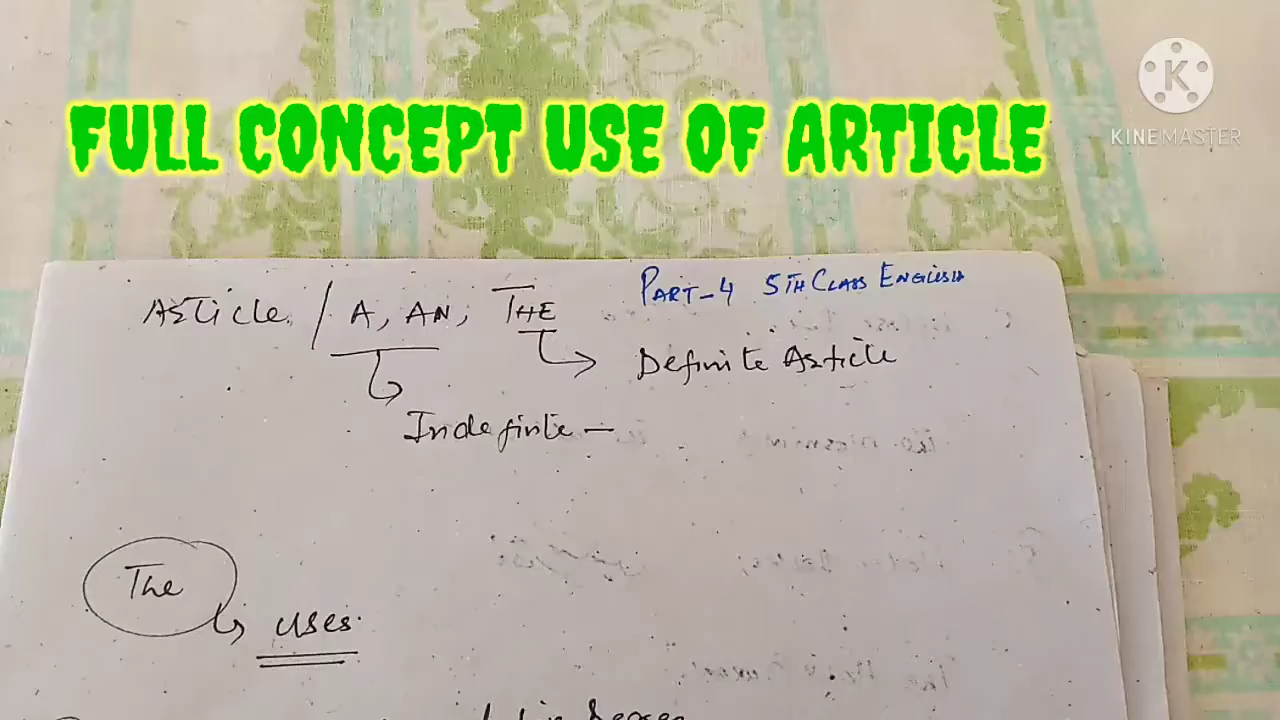 FULL CONCEPT USE OF ARTICLE
KINEMASTER
PART-4 5TH CLASS ENGLISH
Article / A, AN, THE
Definite Article
Indefinite —
The
uses.
Degree